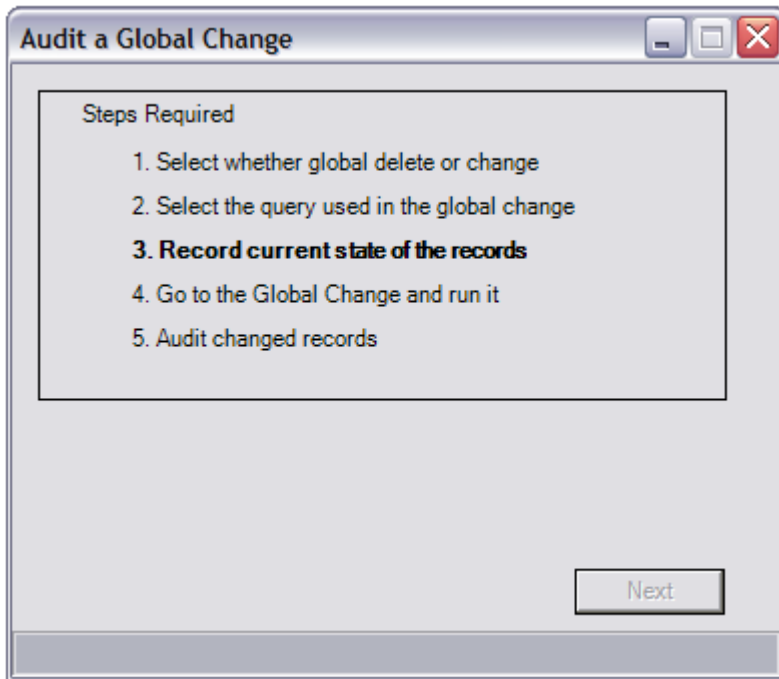 Audit a Global Change
Steps Required
1. Select whether global delete or change
2. Select the query used in the global change
3. Record current state of the records
4. Go to the Global Change and run it
5. Audit changed records
Next